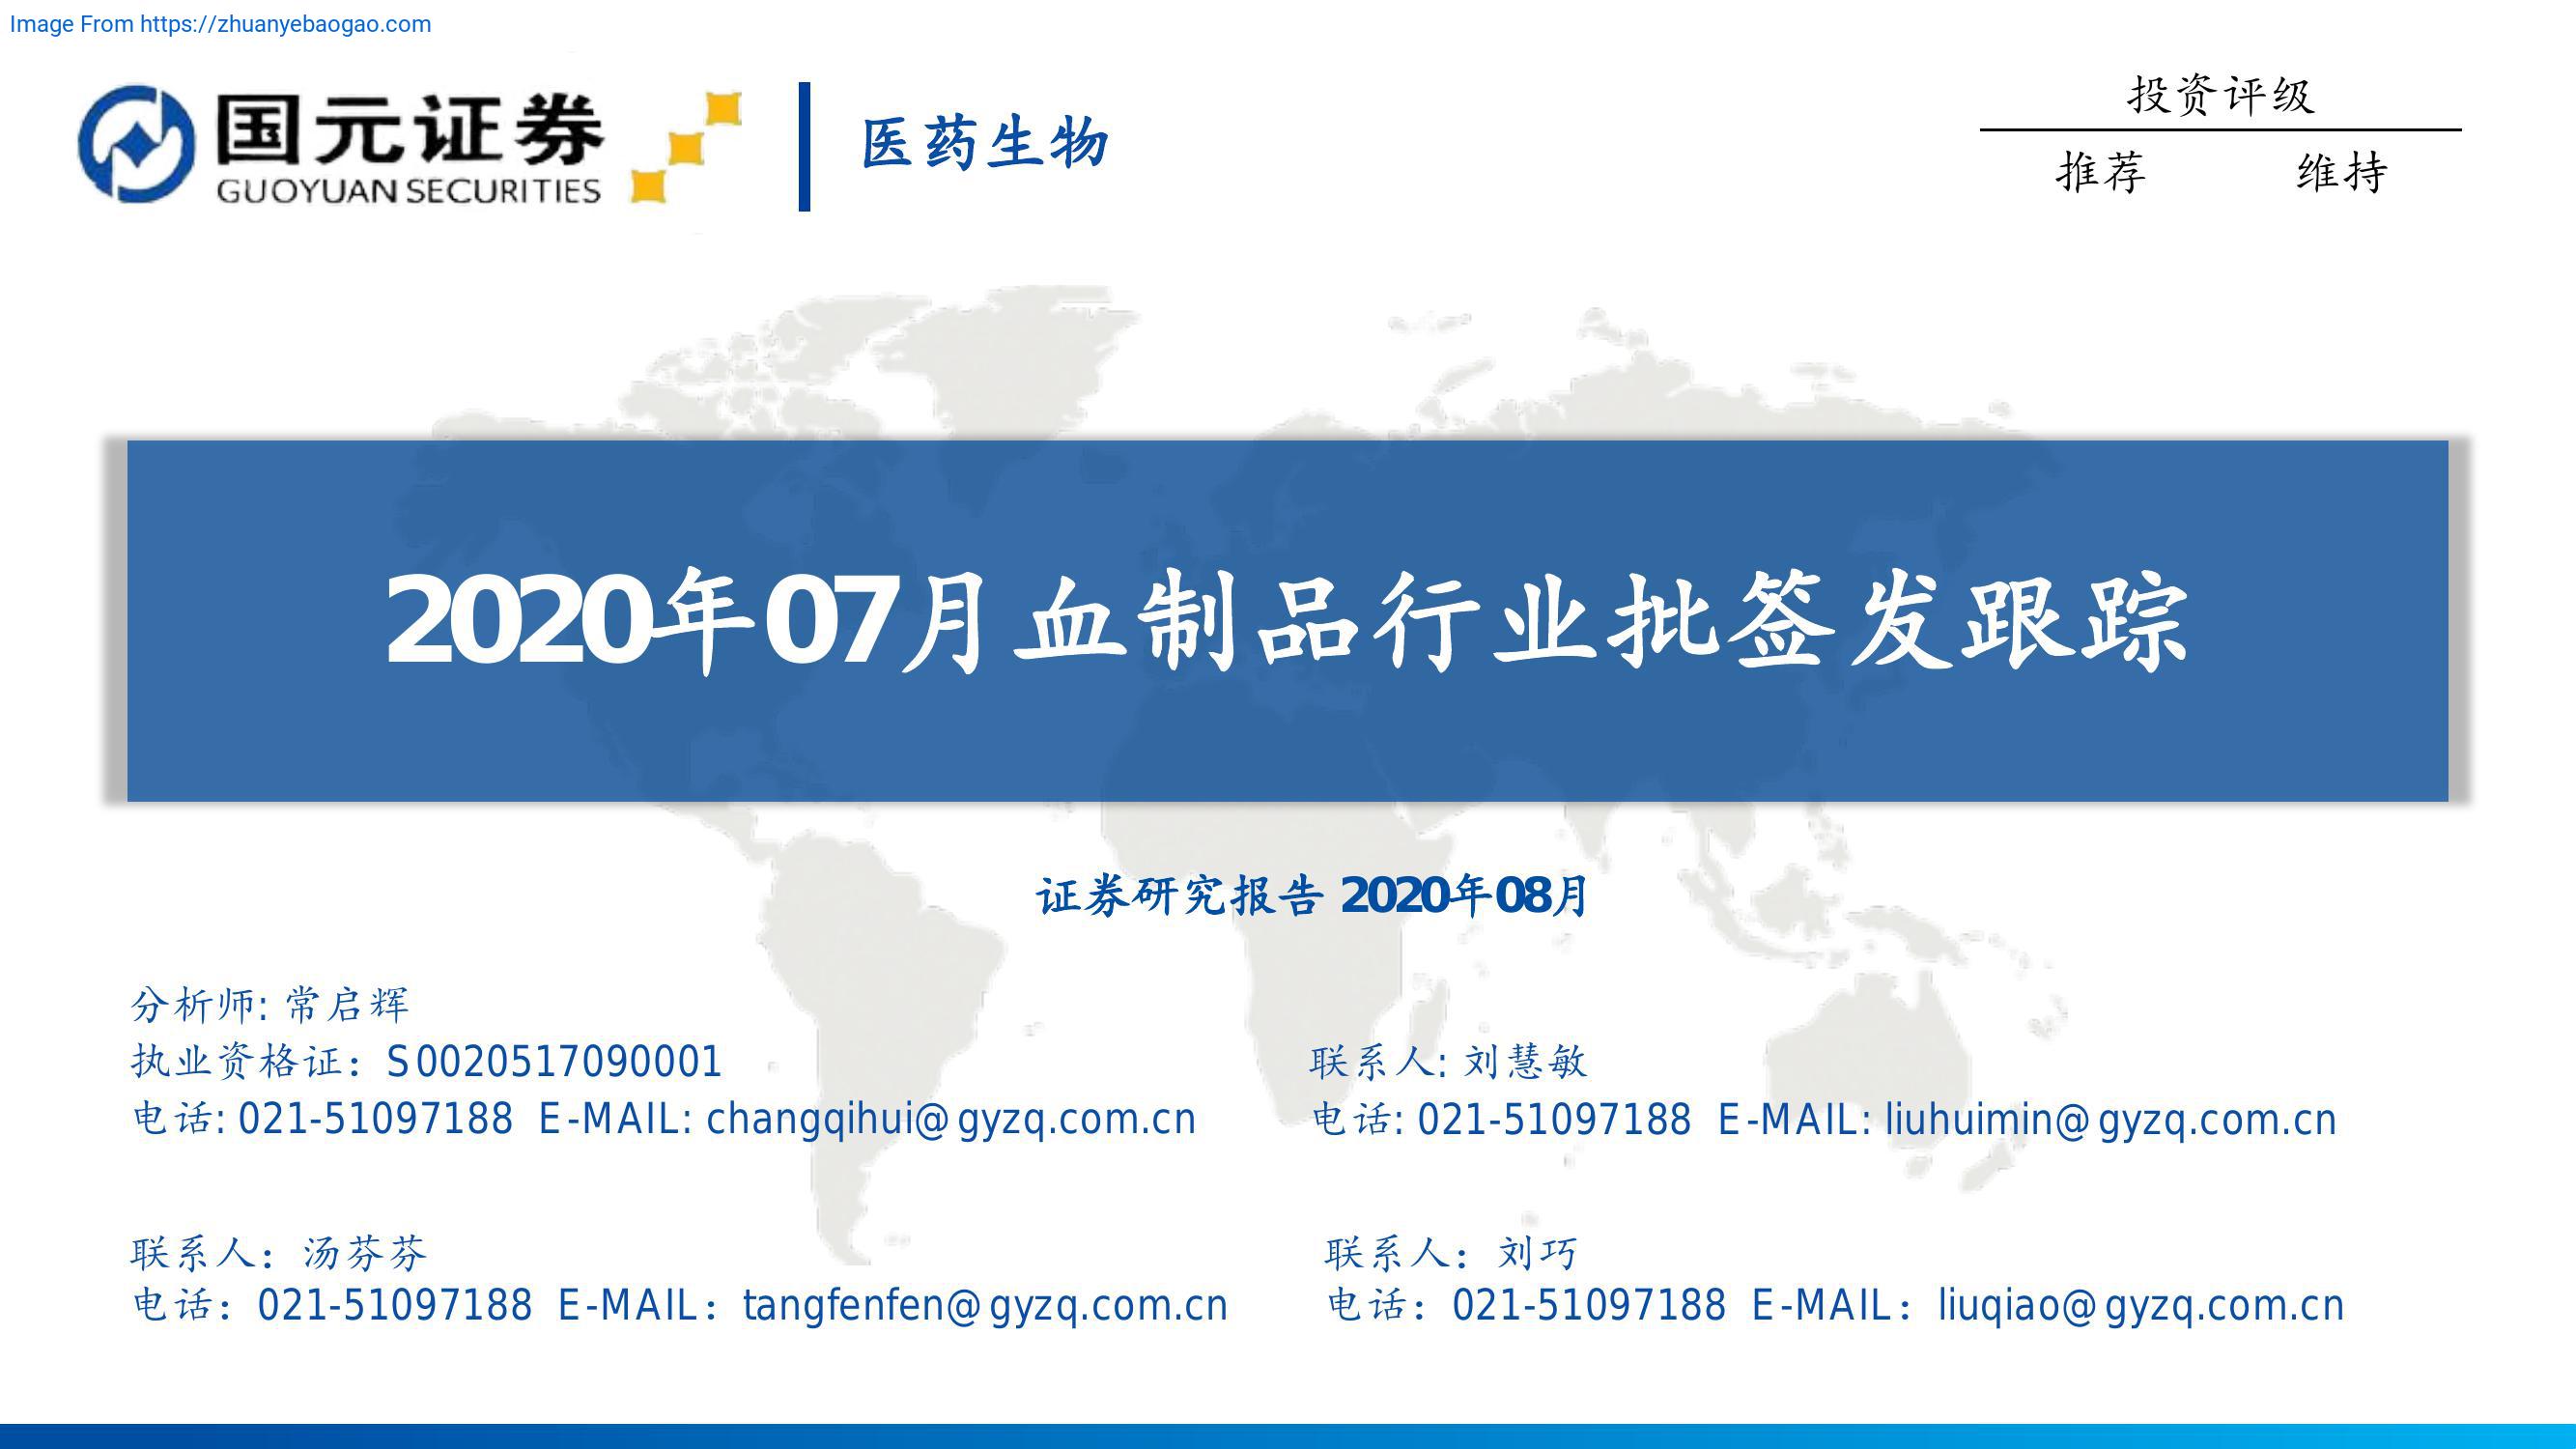 Image From https://zhuanyebaogao.com
国元证券
GUOYUAN SECURITIES
医药生物
投资评级
推荐 维持
2020年07月血制品行业批签发跟踪
证券研究报告 2020年08月
分析师: 常启辉
执业资格证：S0020517090001
电话: 021-51097188 E-MAIL: changqihui@gyzq.com.cn
联系人: 刘慧敏
电话: 021-51097188 E-MAIL: liuhuimin@gyzq.com.cn
联系人：汤芬芬
电话：021-51097188 E-MAIL：tangfenfen@gyzq.com.cn
联系人：刘巧
电话：021-51097188 E-MAIL：liuqiao@gyzq.com.cn